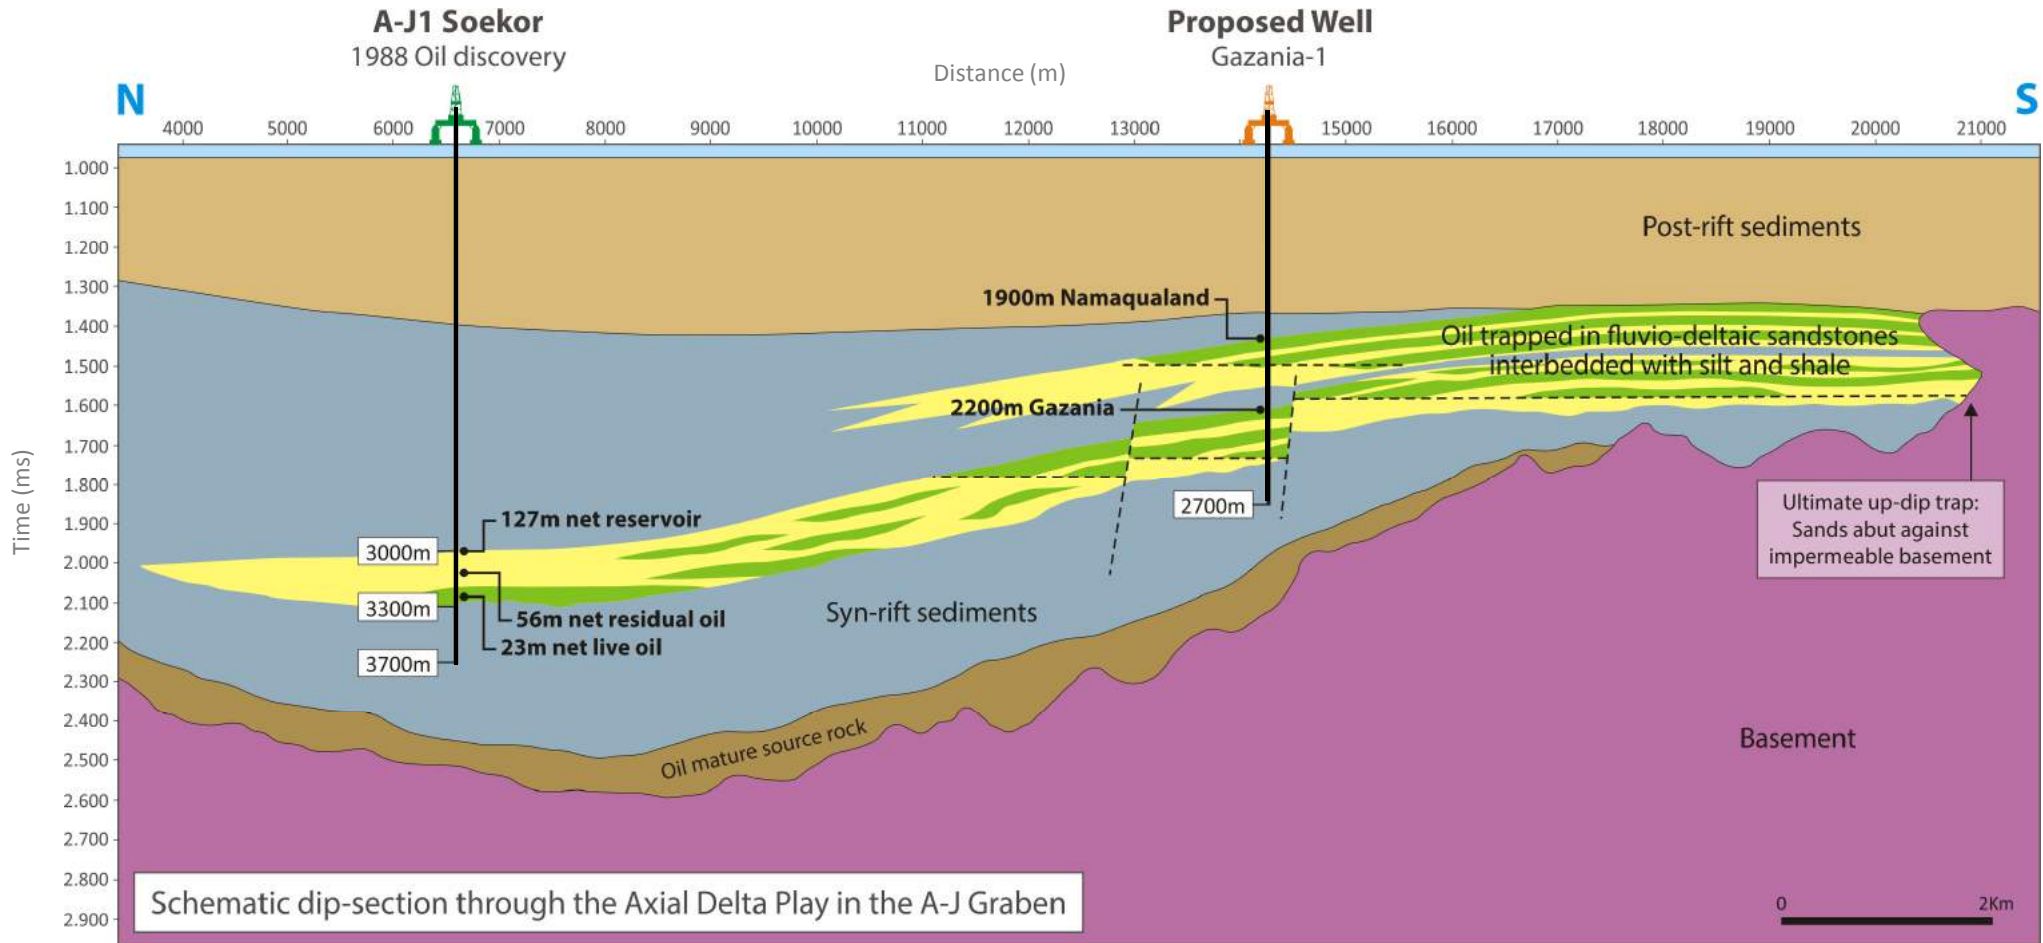 A-J1 Soekor
1988 Oil discovery
Proposed Well
Gazania-1
Distance (m)
N
S
4000 5000 6000 7000 8000 9000 10000 11000 12000 13000 15000 16000 17000 18000 19000 20000 21000
1.000
1.100
1.200
1.300
1.400
1.500
1.600
1.700
1.800
1.900
2.000
2.100
2.200
2.300
2.400
2.500
2.600
2.700
2.800
2.900
Time (ms)
Post-rift sediments
1900m Namaqualand
Oil trapped in fluvio-deltaic sandstones
interbedded with silt and shale
2200m Gazania
2700m
127m net reservoir
3000m
3300m
56m net residual oil
23m net live oil
3700m
Syn-rift sediments
Ultimate up-dip trap:
Sands abut against
impermeable basement
Oil mature source rock
Basement
Schematic dip-section through the Axial Delta Play in the A-J Graben
0 2Km